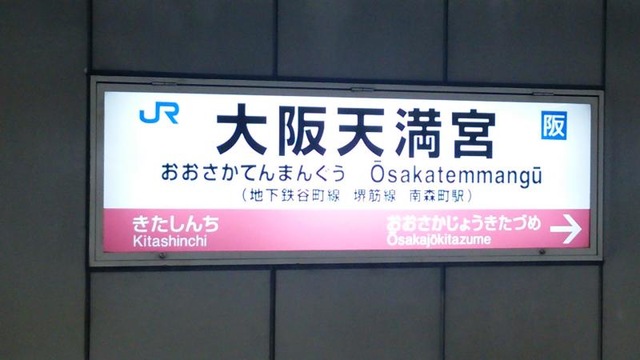 JR 大阪天満宮 阪
おおさかてんまんぐう Ōsakatemmangū
（地下鉄谷町線 堺筋線 南森町駅）
きたしんち おおさかじょうきたづめ
Kitashinchi Ōsakajōkitazume